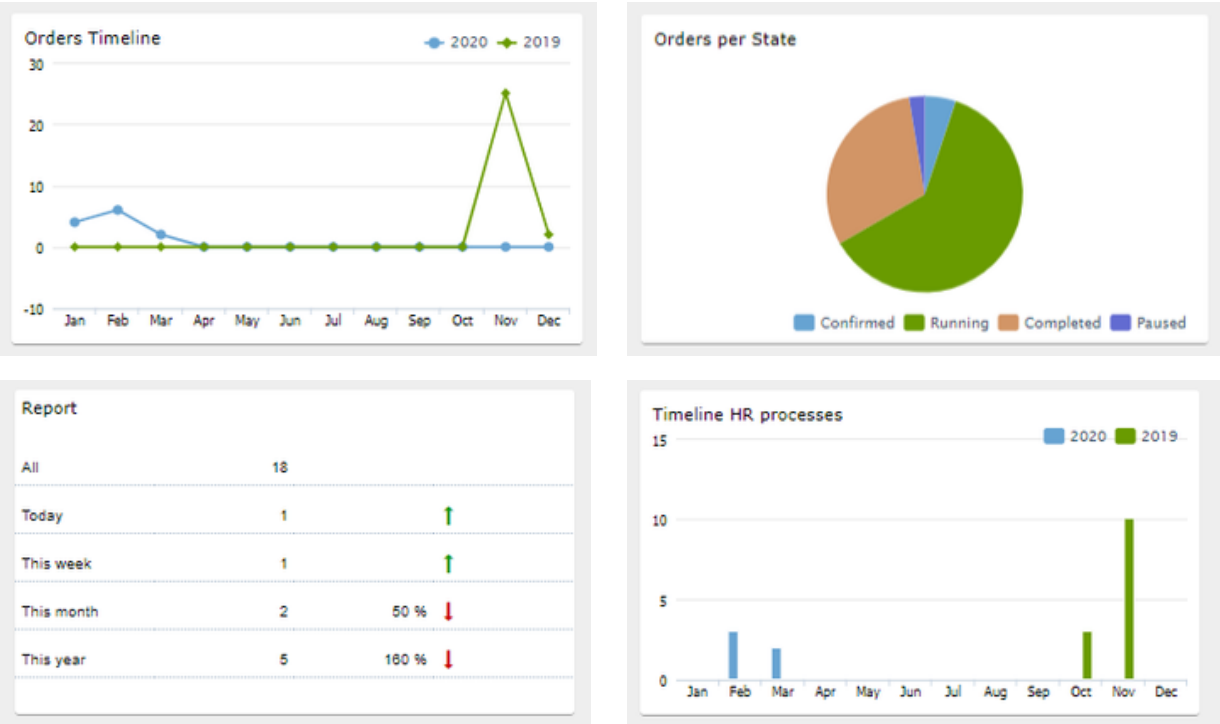 Orders Timeline
2020 2019
30
20
10
0
-10
Jan Feb Mar Apr May Jun Jul Aug Sep Oct Nov Dec
Orders per State
Confirmed Running Completed Paused
Report
All 18
Today 1
This week 1
This month 2 50 %
This year 5 160 %
Timeline HR processes
2020 2019
15
10
5
0
Jan Feb Mar Apr May Jun Jul Aug Sep Oct Nov Dec